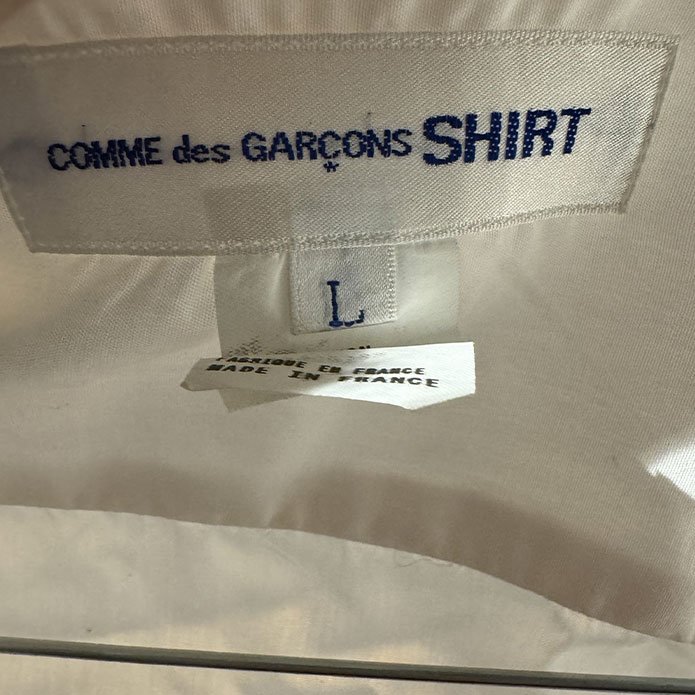 COMME des GARÇONS SHIRT
*
L
FABRIQUE EN FRANCE
MADE IN FRANCE